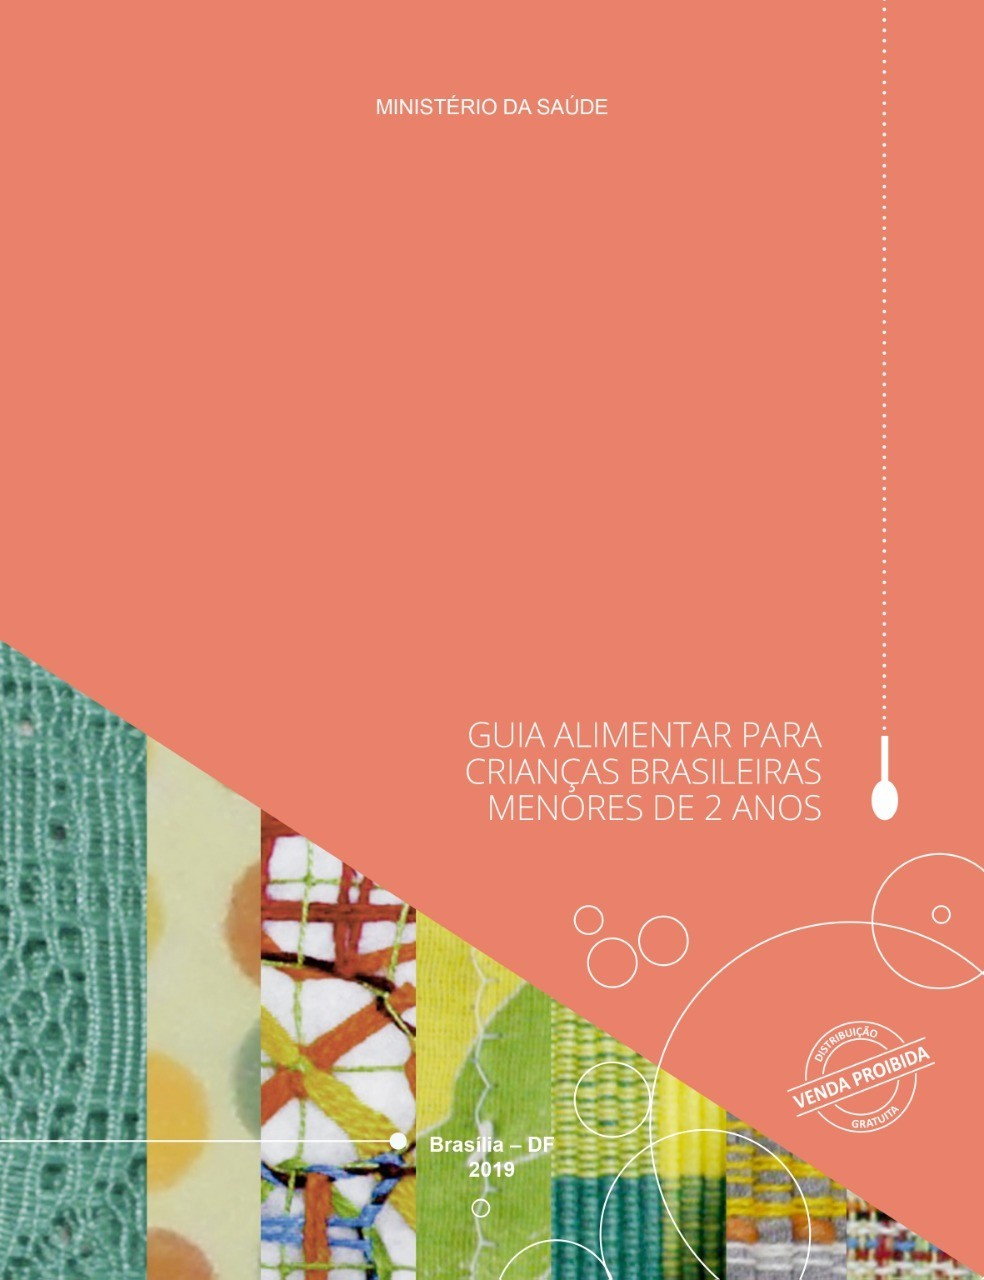 MINISTÉRIO DA SAÚDE
GUIA ALIMENTAR PARA
CRIANÇAS BRASILEIRAS
MENORES DE 2 ANOS
DISTRIBUIÇÃO
VENDA PROIBIDA
GRATUITA
Brasília – DF
2019